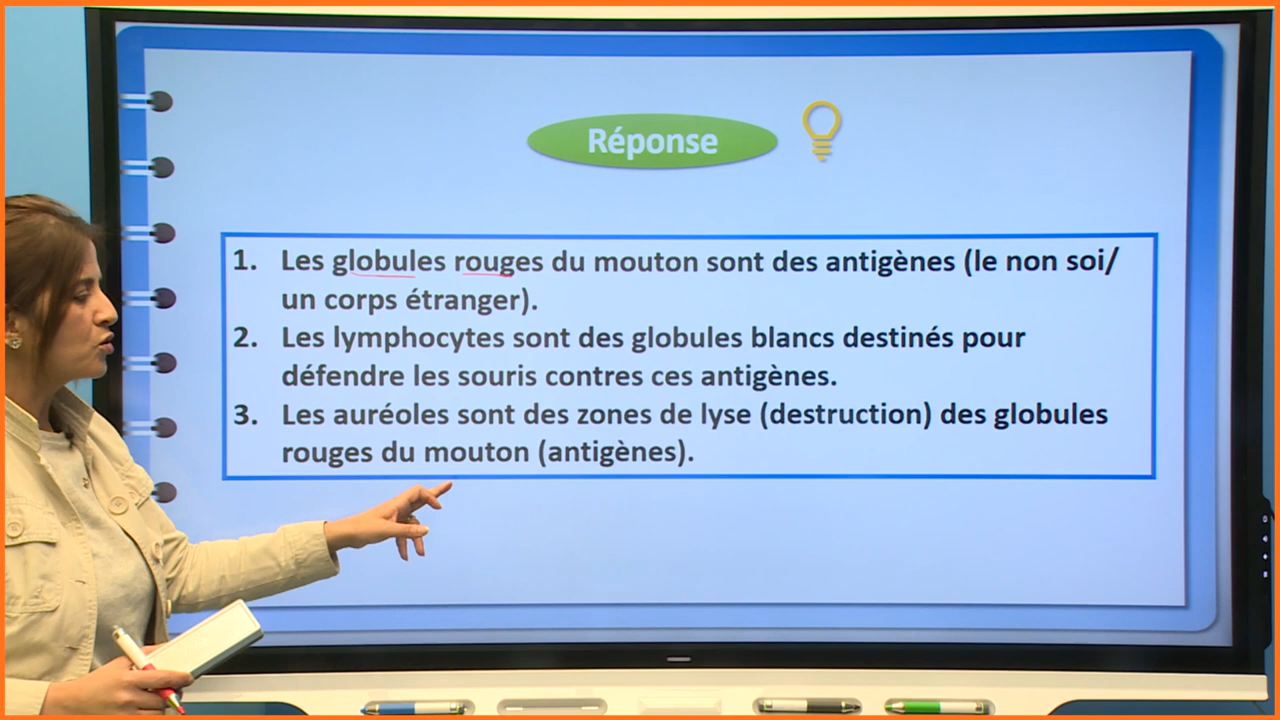 Réponse
1. Les globules rouges du mouton sont des antigènes (le non soi/
un corps étranger).
2. Les lymphocytes sont des globules blancs destinés pour
défendre les souris contres ces antigènes.
3. Les auréoles sont des zones de lyse (destruction) des globules
rouges du mouton (antigènes).